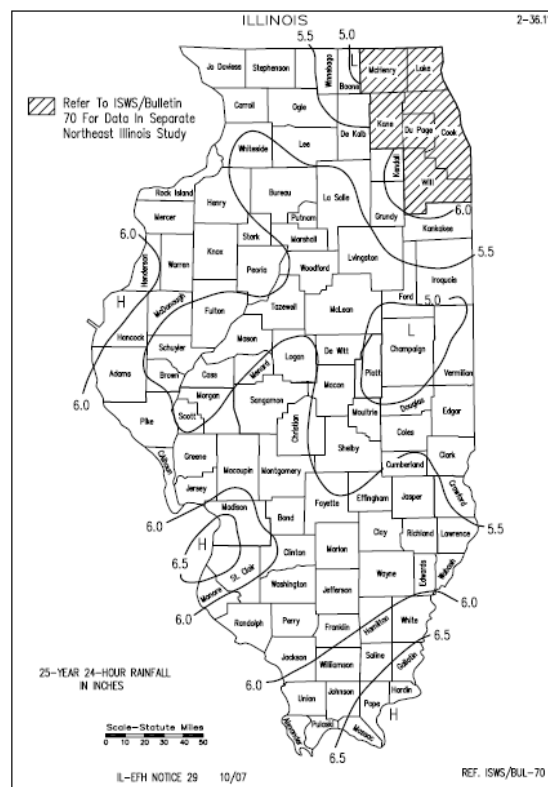 ILLINOIS
2-36.11
5.5
5.0
L
Jo Daviess
Stephenson
Winnebago
Boone
McHenry
Lake
Refer To ISWS/Bulletin
70 For Data In Separate
Northeast Illinois Study
Carroll
Ogle
De Kalb
Kane
Du Page
Cook
Whiteside
Lee
Kendall
Will
Rock Island
Bureau
La Salle
Grundy
6.0
Mercer
Henry
Putnam
Kankakee
Stark
Marshall
5.5
6.0
Henderson
Warren
Knox
Peoria
Woodford
Livingston
Iroquois
Ford
5.0
H
McDonough
Fulton
Tazewell
McLean
Hancock
Mason
L
Schuyler
Logan
De Witt
Champaign
Adams
Brown
Cass
Menard
Piatt
Vermilion
Macon
6.0
Morgan
Sangamon
Pike
Scott
Christian
Moultrie
Douglas
Edgar
Coles
Shelby
Calhoun
Greene
Macoupin
Montgomery
Cumberland
Clark
Jersey
Fayette
Effingham
Jasper
Crawford
6.0
Madison
Bond
5.5
6.5
H
Clay
Richland
Lawrence
Clinton
Marion
St. Clair
Wayne
Edwards
Wabash
Monroe
Washington
Jefferson
6.0
6.0
Randolph
Perry
Hamilton
White
Franklin
6.5
Jackson
Saline
Gallatin
Williamson
25-YEAR 24-HOUR RAINFALL
IN INCHES
6.0
Union
Johnson
Pope
Hardin
H
Scale-Statute Miles
0 10 20 30 40 50
Alexander
Pulaski
Massac
6.5
IL-EFH NOTICE 29 10/07
REF. ISWS/BUL-70